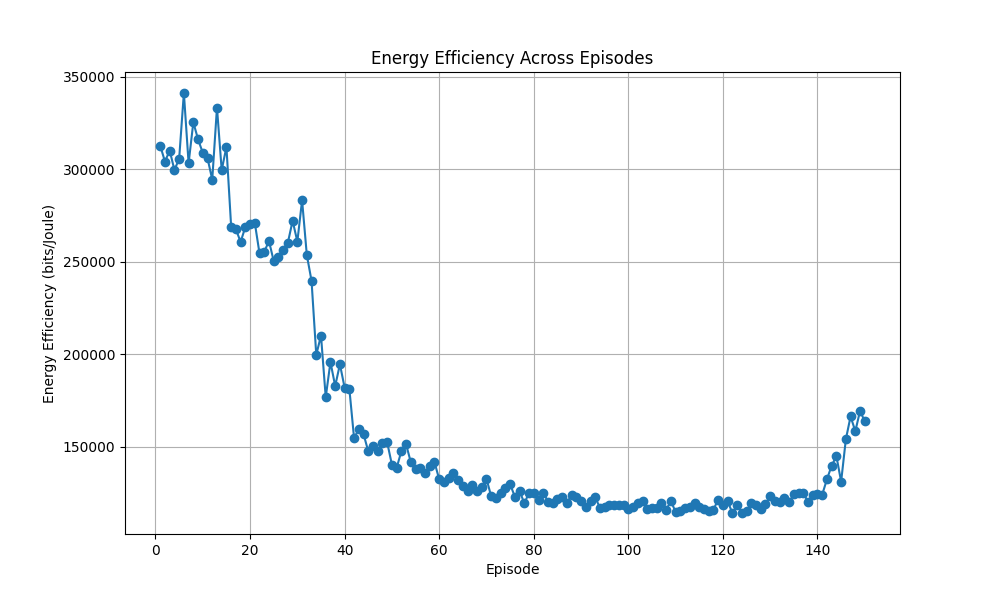 Energy Efficiency Across Episodes
Energy Efficiency (bits/Joule)
350000
300000
250000
200000
150000
0 20 40 60 80 100 120 140
Episode